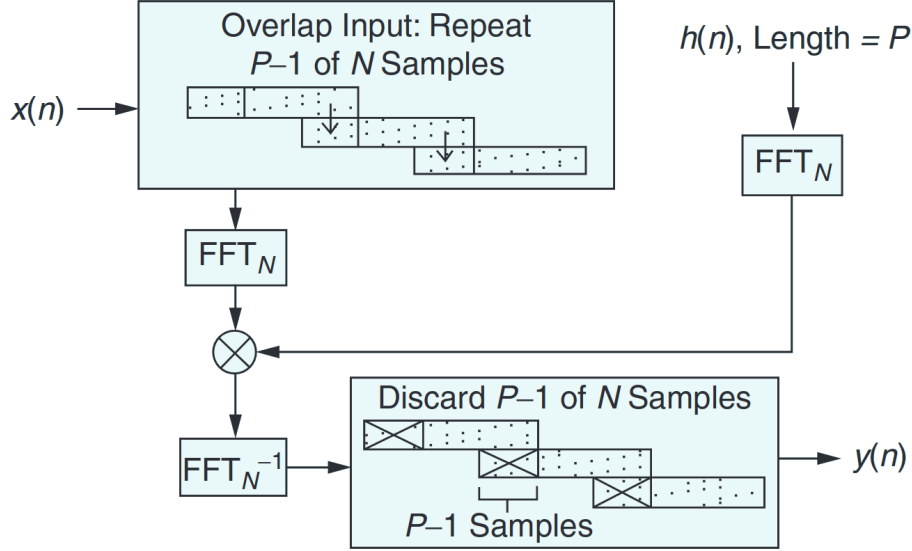 Overlap Input: Repeat
P–1 of N Samples
h(n), Length = P
x(n)
FFT_N
FFT_N
Discard P–1 of N Samples
FFT_N^–1
y(n)
P–1 Samples